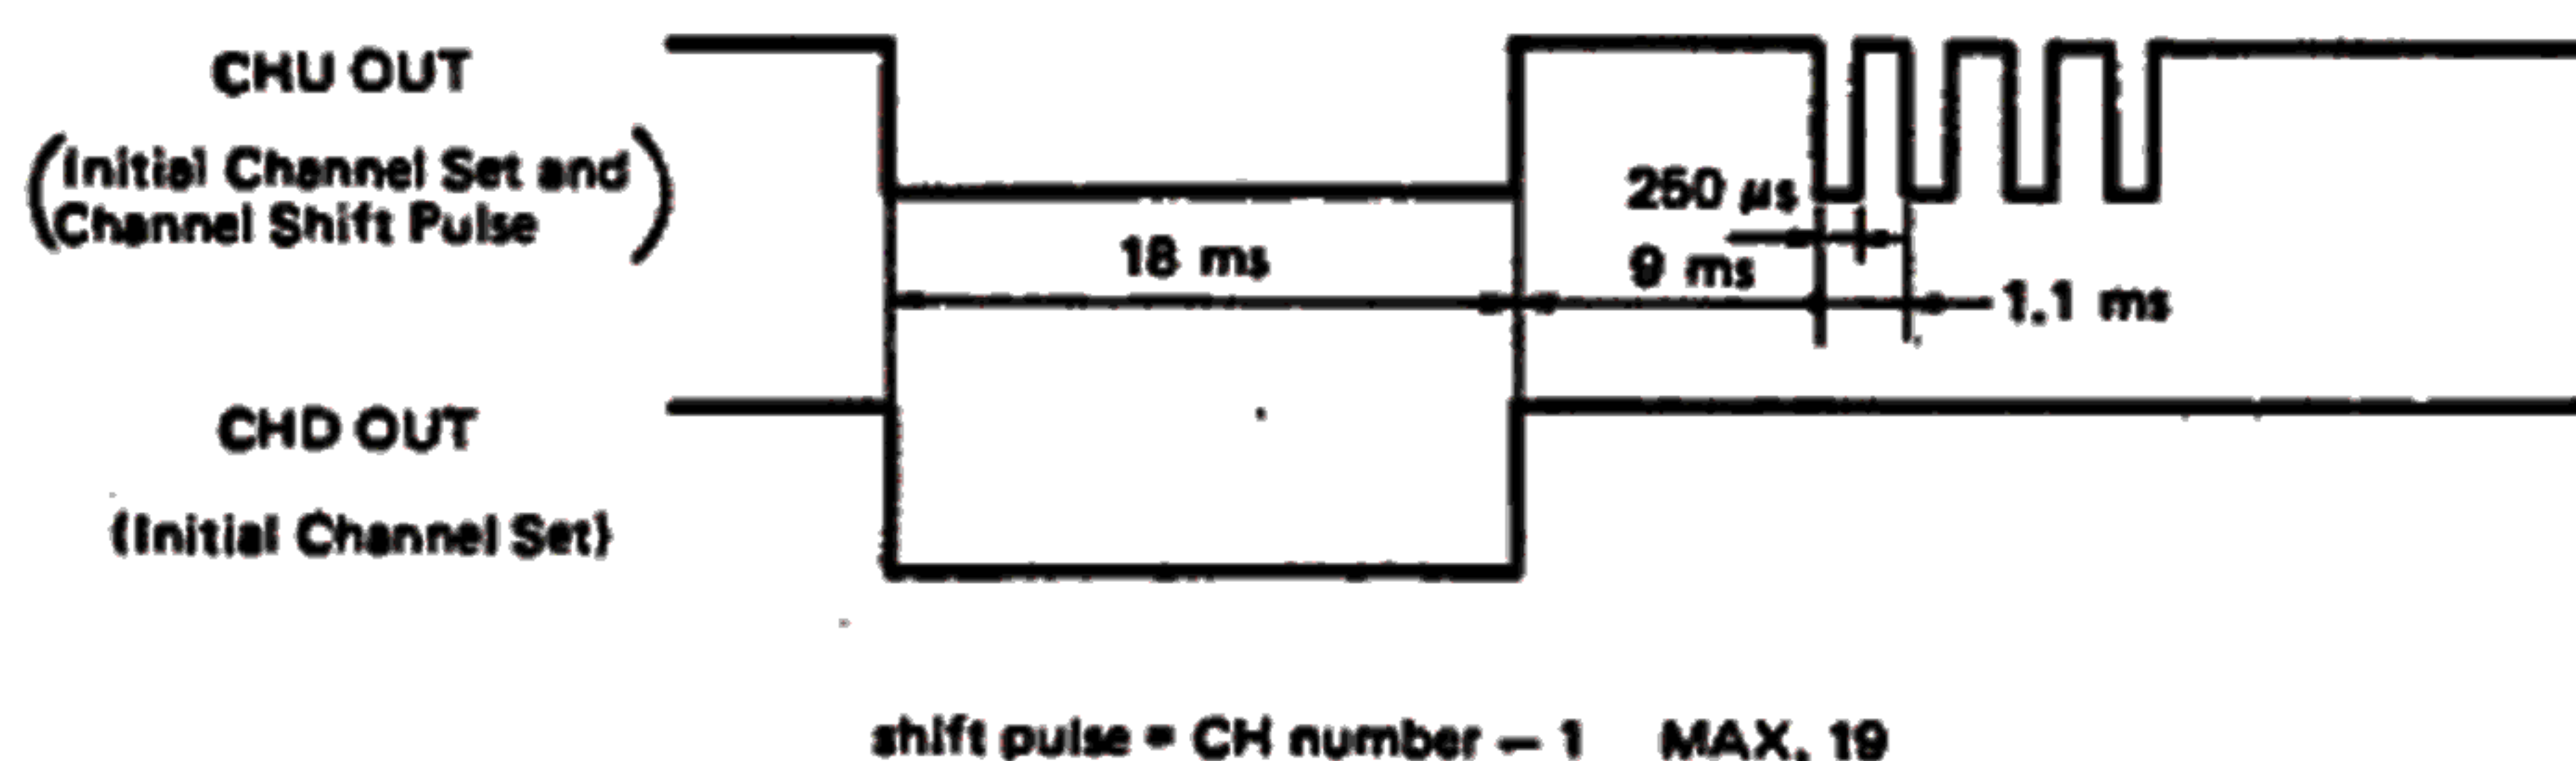 CHU OUT
(Initial Channel Set and
Channel Shift Pulse)
250 µs
18 ms
9 ms
1.1 ms
CHD OUT
(Initial Channel Set)
shift pulse = CH number – 1 MAX. 19